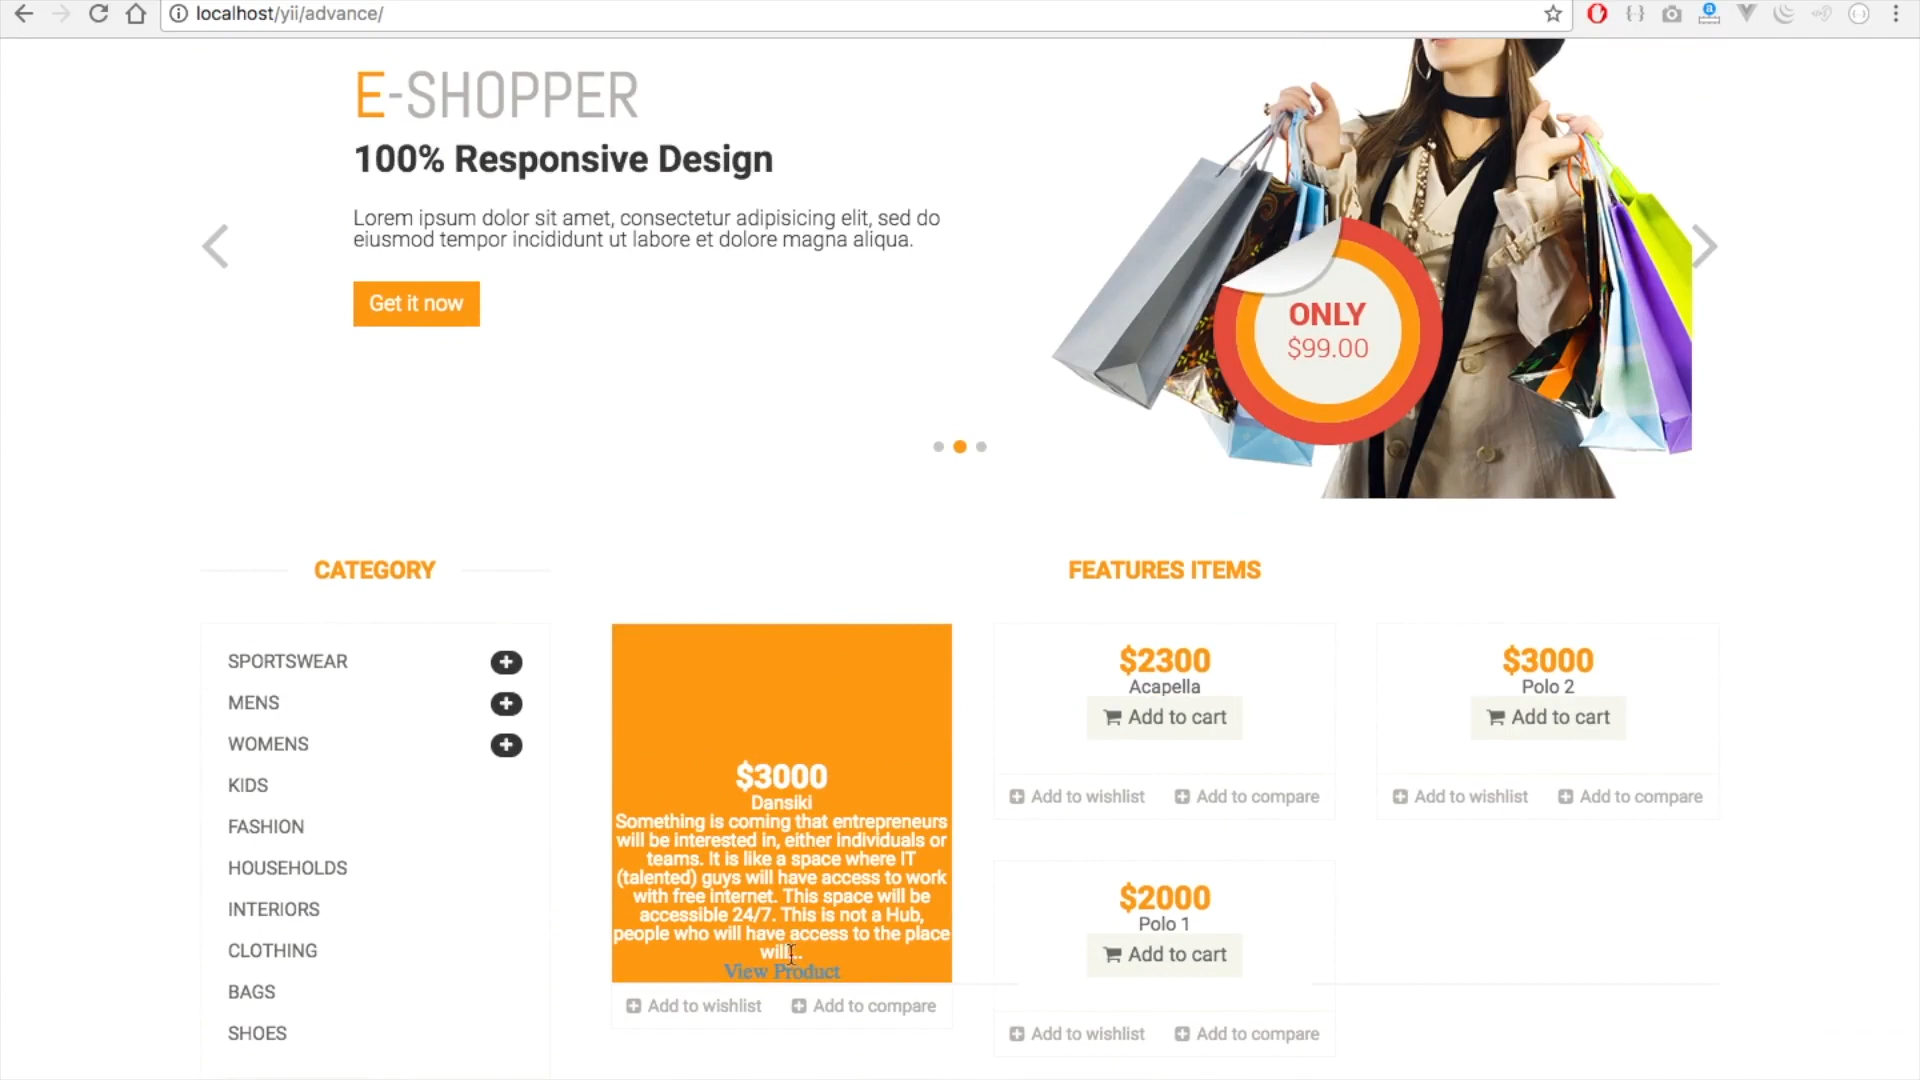 localhost/yii/advance/
E-SHOPPER
100% Responsive Design
Lorem ipsum dolor sit amet, consectetur adipisicing elit, sed do
eiusmod tempor incididunt ut labore et dolore magna aliqua.
Get it now
ONLY
$99.00
CATEGORY
SPORTSWEAR
MENS
WOMENS
KIDS
FASHION
HOUSEHOLDS
INTERIORS
CLOTHING
BAGS
SHOES
FEATURES ITEMS
$3000
Dansiki
Something is coming that entrepreneurs
will be interested in, either individuals or
teams. It is like a space where IT
(talented) guys will have access to work
with free internet. This space will be
accessible 24/7. This is not a Hub,
people who will have access to the place
will...
View Product
Add to wishlist Add to compare
$2300
Acapella
Add to cart
Add to wishlist Add to compare
$3000
Polo 2
Add to cart
Add to wishlist Add to compare
$2000
Polo 1
Add to cart
Add to wishlist Add to compare